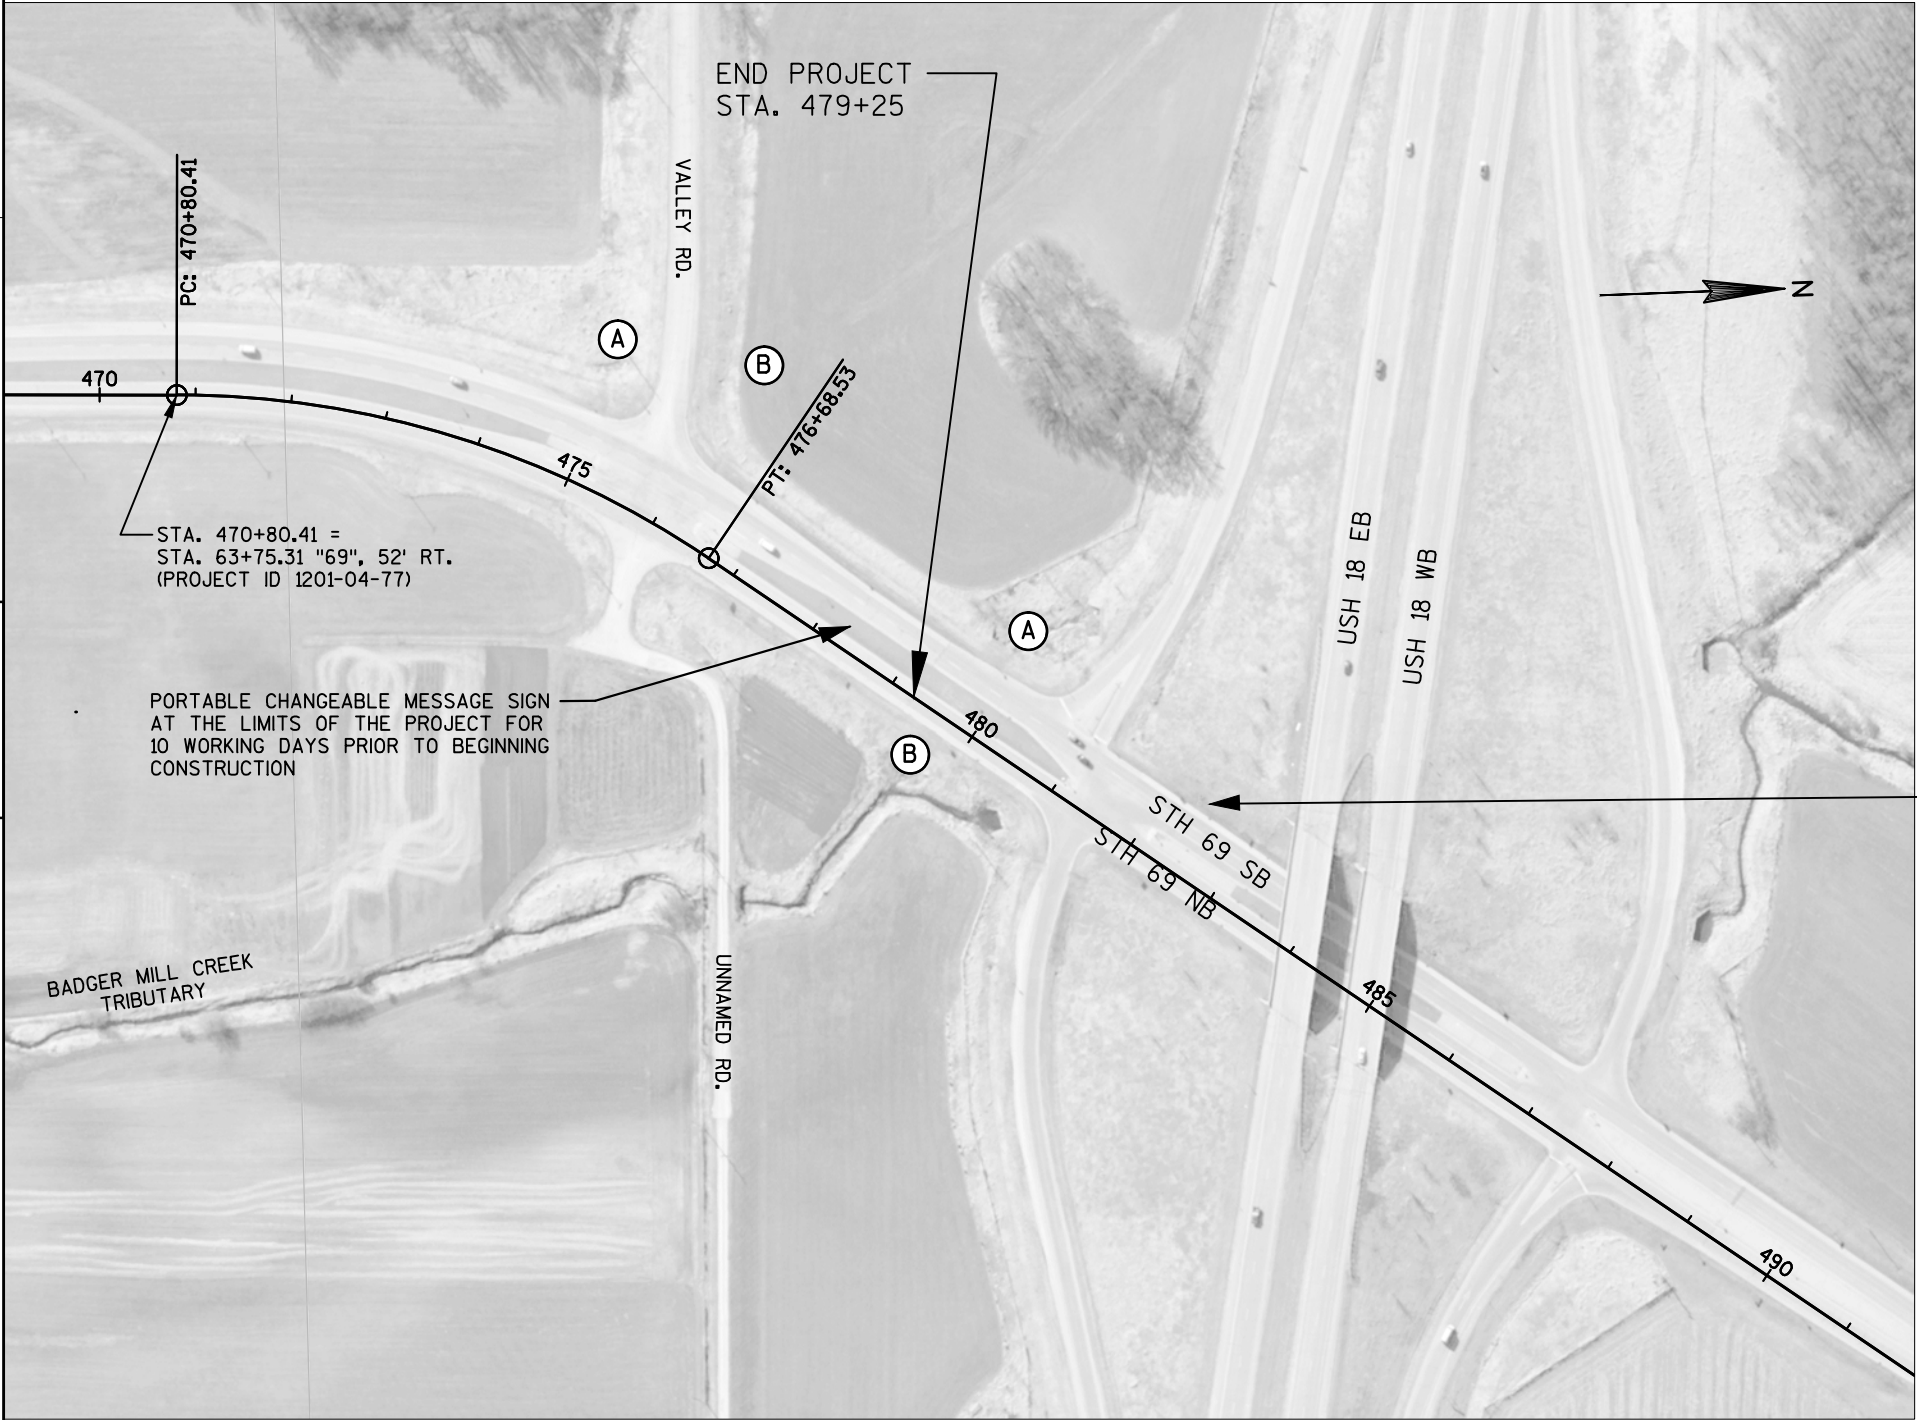 END PROJECT
STA. 479+25
PC: 470+80.41
VALLEY RD.
N
A
B
PT: 476+68.53
470
475
STA. 470+80.41 =
STA. 63+75.31 "69", 52' RT.
(PROJECT ID 1201-04-77)
USH 18 EB
USH 18 WB
A
PORTABLE CHANGEABLE MESSAGE SIGN
AT THE LIMITS OF THE PROJECT FOR
10 WORKING DAYS PRIOR TO BEGINNING
CONSTRUCTION
480
B
STH 69 SB
STH 69 NB
BADGER MILL CREEK
TRIBUTARY
UNNAMED RD.
485
490